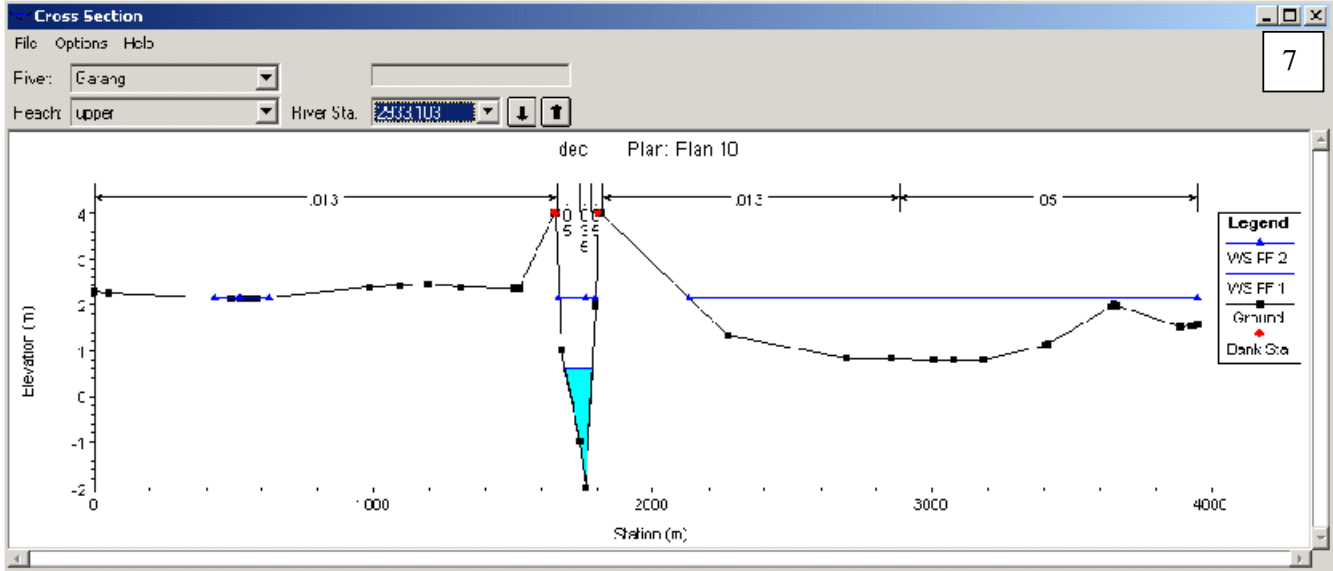 Cross Section
File Options Help
7
River: Garang
Reach: upper River Sta. 2933.103
dec Plan: Plan 10
.013 .013 .05
4
3
2
1
0
-1
-2
Elevation (m)
0 1000 2000 3000 4000
Station (m)
Legend
WS PF 2
WS PF 1
Ground
Bank Sta